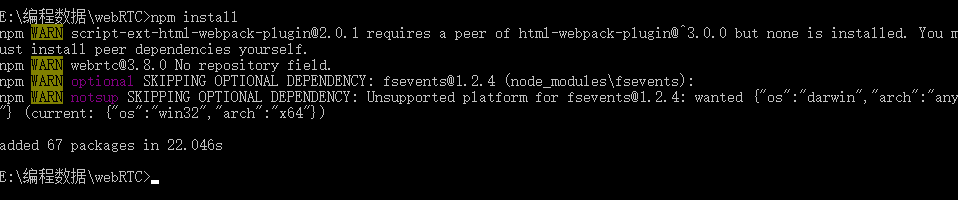 E:\编程数据\webRTC>npm install
npm WARN script-ext-html-webpack-plugin@2.0.1 requires a peer of html-webpack-plugin@^3.0.0 but none is installed. You m
ust install peer dependencies yourself.
npm WARN webrtc@3.8.0 No repository field.
npm WARN optional SKIPPING OPTIONAL DEPENDENCY: fsevents@1.2.4 (node_modules\fsevents):
npm WARN notsup SKIPPING OPTIONAL DEPENDENCY: Unsupported platform for fsevents@1.2.4: wanted {"os":"darwin","arch":"any
"} (current: {"os":"win32","arch":"x64"})
added 67 packages in 22.046s
E:\编程数据\webRTC>